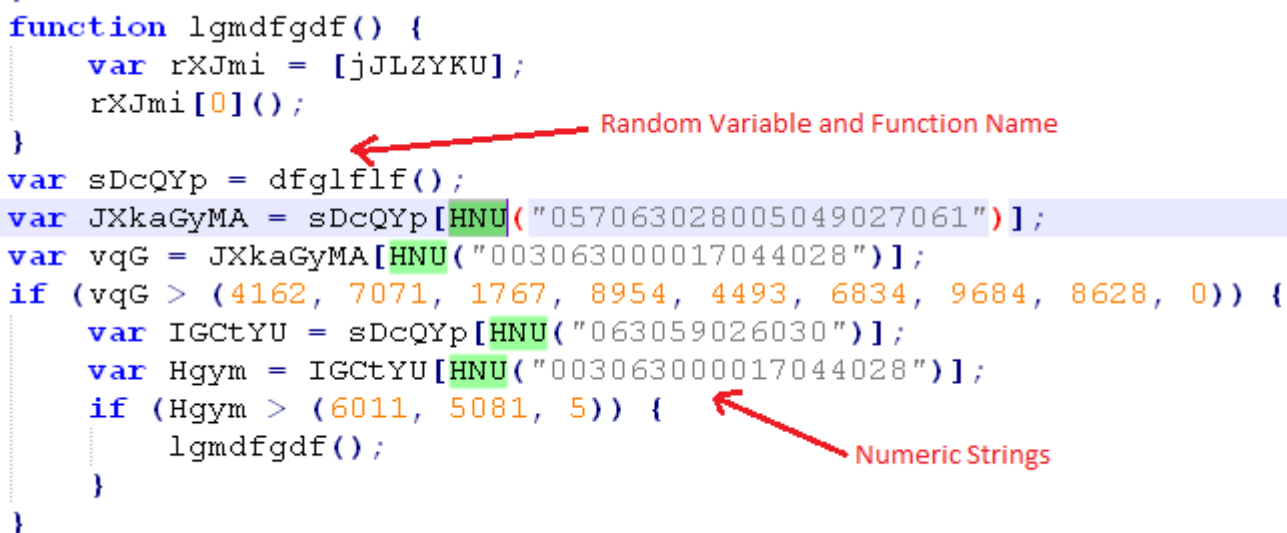 function lgmdfgdf() {
var rXJmi = [jJLZYKU];
rXJmi[0]();
}
Random Variable and Function Name
var sDcQYp = dfglflf();
var JXkaGyMA = sDcQYp[HNU("057063028005049027061")];
var vqG = JXkaGyMA[HNU("003063000017044028")];
if (vqG > (4162, 7071, 1767, 8954, 4493, 6834, 9684, 8628, 0)) {
var IGCtYU = sDcQYp[HNU("063059026030")];
var Hgym = IGCtYU[HNU("003063000017044028")];
if (Hgym > (6011, 5081, 5)) {
lgmdfgdf();
Numeric Strings
}
}